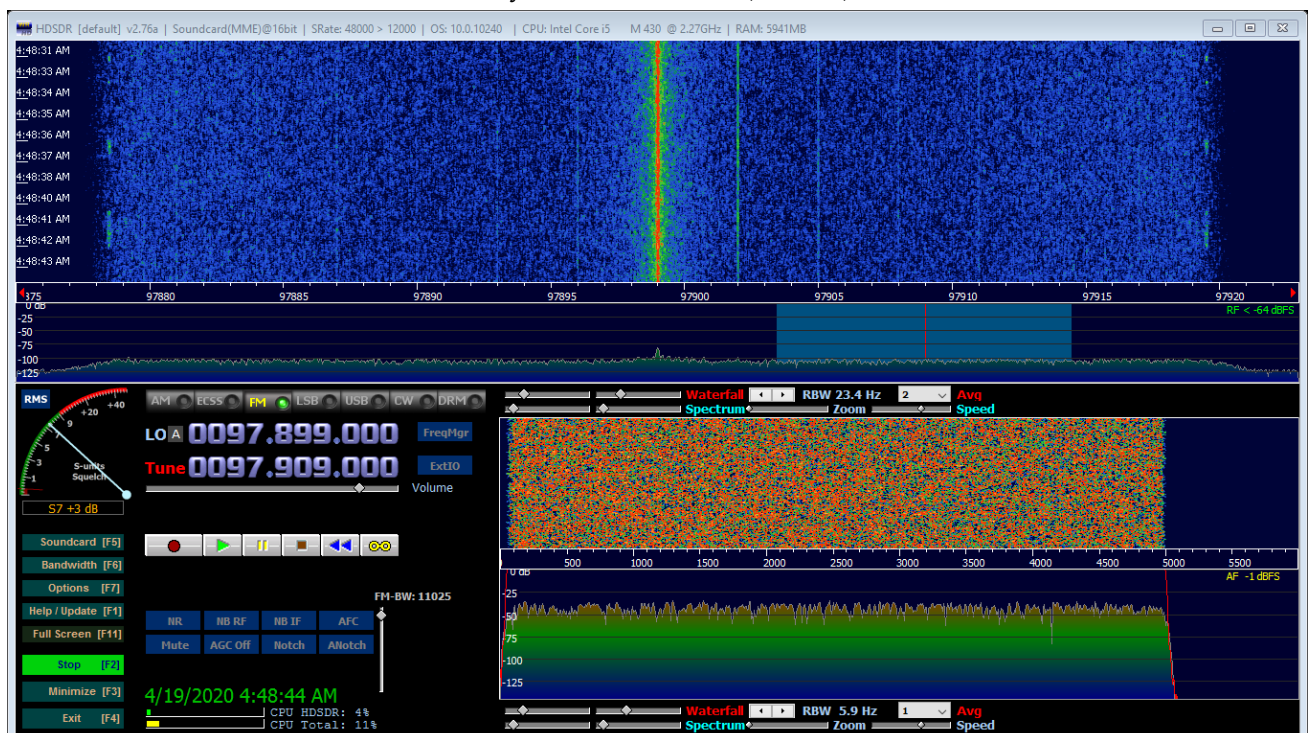 HDSDR [default] v2.76a | Soundcard(MME)@16bit | SRate: 48000 > 12000 | OS: 10.0.10240 | CPU: Intel Core i5 M 430 @ 2.27GHz | RAM: 5941MB
4:48:31 AM
4:48:33 AM
4:48:34 AM
4:48:35 AM
4:48:36 AM
4:48:37 AM
4:48:38 AM
4:48:40 AM
4:48:41 AM
4:48:42 AM
4:48:43 AM
375 97880 97885 97890 97895 97900 97905 97910 97915 97920
0 dB
RF < -64 dBFS
-25
-50
-75
-100
-125
RMS
1 3 5 7 9 +20 +40
S-units
Squelch
S7 +3 dB
AM ECSS FM LSB USB CW DRM
LO A 0097.899.000 FreqMgr
Tune 0097.909.000 ExtIO
Volume
Waterfall RBW 23.4 Hz 2 Avg
Spectrum Zoom Speed
Soundcard [F5]
Bandwidth [F6]
Options [F7]
Help / Update [F1]
Full Screen [F11]
Stop [F2]
Minimize [F3]
Exit [F4]
FM-BW: 11025
NR NB RF NB IF AFC
Mute AGC Off Notch ANotch
4/19/2020 4:48:44 AM
CPU HDSDR: 4%
CPU Total: 11%
500 1000 1500 2000 2500 3000 3500 4000 4500 5000 5500
0 dB
AF -1 dBFS
-25
-50
-75
-100
-125
Waterfall RBW 5.9 Hz 1 Avg
Spectrum Zoom Speed